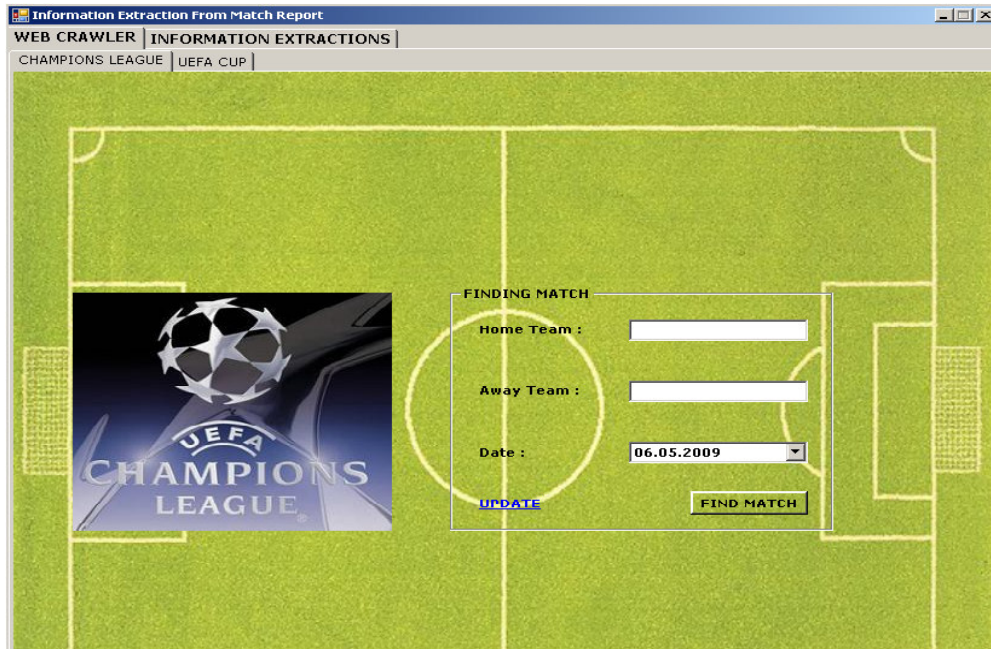 Information Extraction From Match Report
WEB CRAWLER INFORMATION EXTRACTIONS
CHAMPIONS LEAGUE UEFA CUP
FINDING MATCH
Home Team :
Away Team :
Date : 06.05.2009
UPDATE FIND MATCH
UEFA
CHAMPIONS
LEAGUE